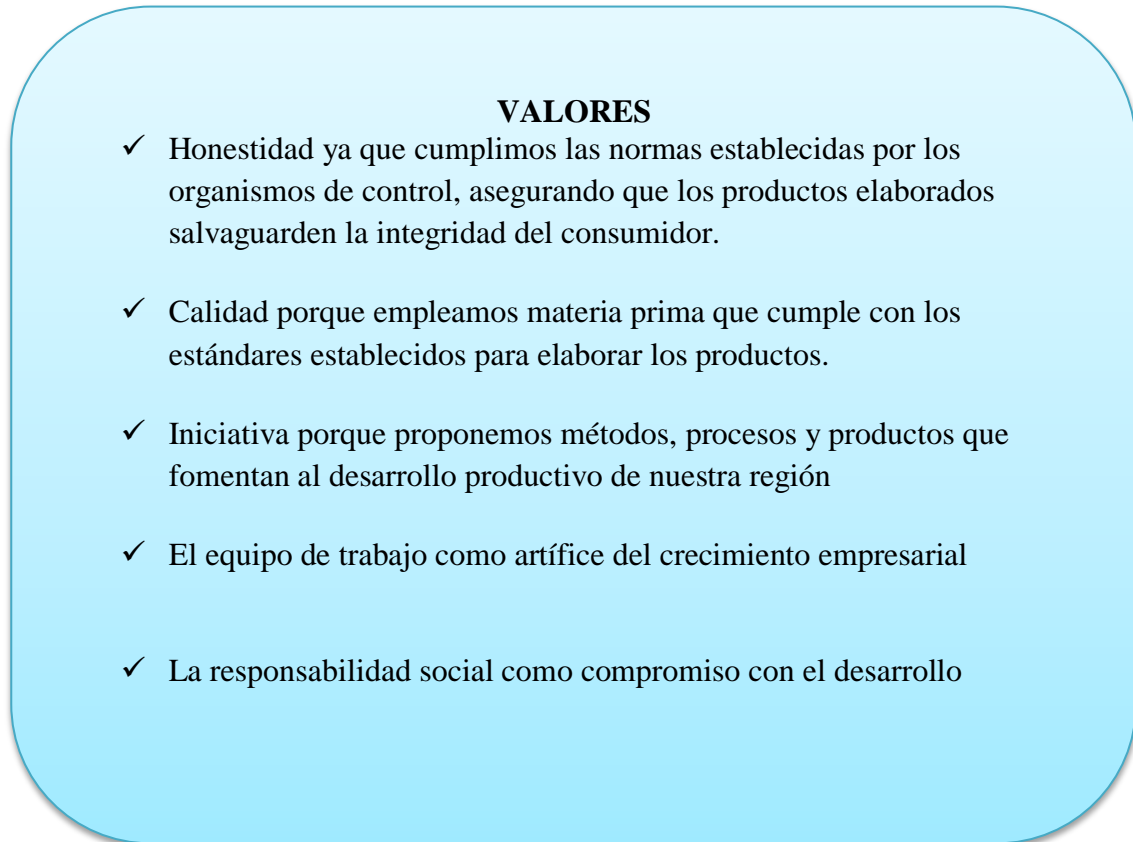 VALORES
✓ Honestidad ya que cumplimos las normas establecidas por los
organismos de control, asegurando que los productos elaborados
salvaguarden la integridad del consumidor.
✓ Calidad porque empleamos materia prima que cumple con los
estándares establecidos para elaborar los productos.
✓ Iniciativa porque proponemos métodos, procesos y productos que
fomentan al desarrollo productivo de nuestra región
✓ El equipo de trabajo como artífice del crecimiento empresarial
✓ La responsabilidad social como compromiso con el desarrollo